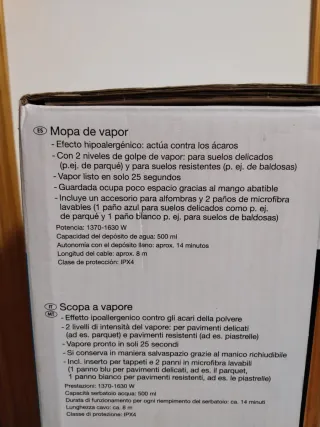 ES Mopa de vapor
- Efecto hipoalergénico: actúa contra los ácaros
- Con 2 niveles de golpe de vapor: para suelos delicados
(p.ej. de parqué) y para suelos resistentes (p. ej. de baldosas)
- Vapor listo en solo 25 segundos
- Guardada ocupa poco espacio gracias al mango abatible
- Incluye un accesorio para alfombras y 2 paños de microfibra
lavables (1 paño azul para suelos delicados como p. ej.
de parqué y 1 paño blanco p. ej. para suelos de baldosas)
Potencia: 1370-1630 W
Capacidad del depósito de agua: 500 ml
Autonomía con el depósito lleno: aprox. 14 minutos
Longitud del cable: aprox. 8 m
Clase de protección: IPX4
IT
MT
Scopa a vapore
- Effetto ipoallergenico contro gli acari della polvere
- 2 livelli di intensità del vapore: per pavimenti delicati
(ad es. parquet) e pavimenti resistenti (ad es. piastrelle)
- Vapore pronto in soli 25 secondi
- Si conserva in maniera salvaspazio grazie al manico richiudibile
- Incl. inserto per tappeti e 2 panni in microfibra lavabili
(1 panno blu per pavimenti delicati, ad es. il parquet,
1 panno bianco per pavimenti resistenti, ad es. le piastrelle)
Prestazioni: 1370-1630 W
Capacità serbatoio acqua: 500 ml
Durata di funzionamento per ogni riempimento del serbatoio: ca. 14 minuti
Lunghezza cavo: ca. 8 m
Classe di protezione: IPX4